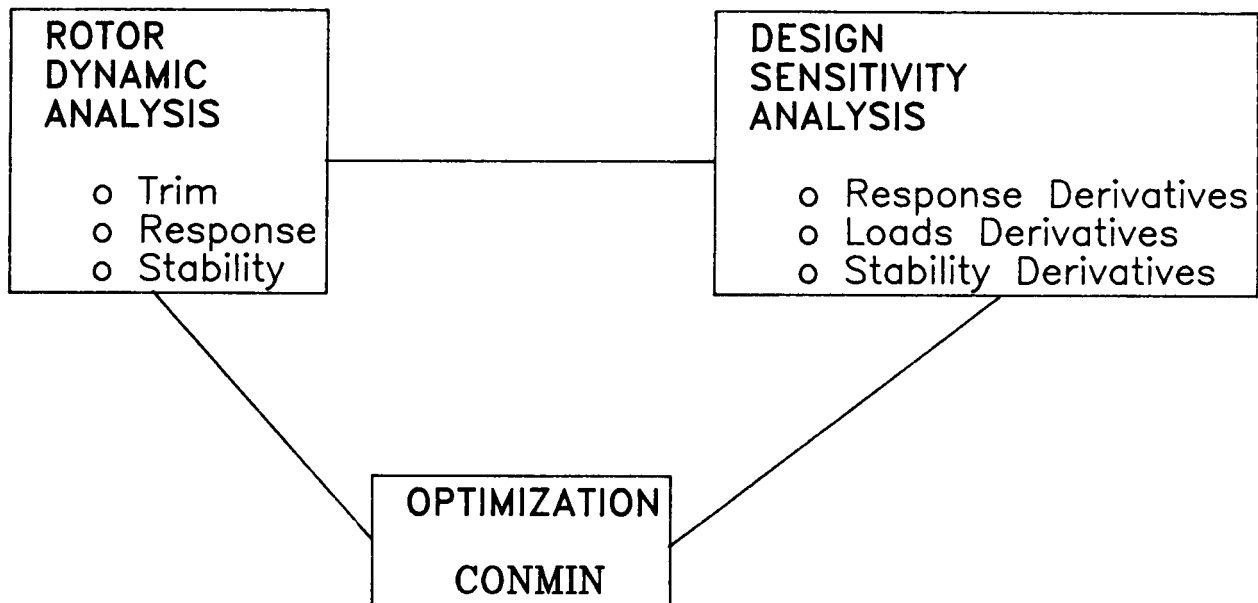 ROTOR
DYNAMIC
ANALYSIS
o Trim
o Response
o Stability
DESIGN
SENSITIVITY
ANALYSIS
o Response Derivatives
o Loads Derivatives
o Stability Derivatives
OPTIMIZATION
CONMIN